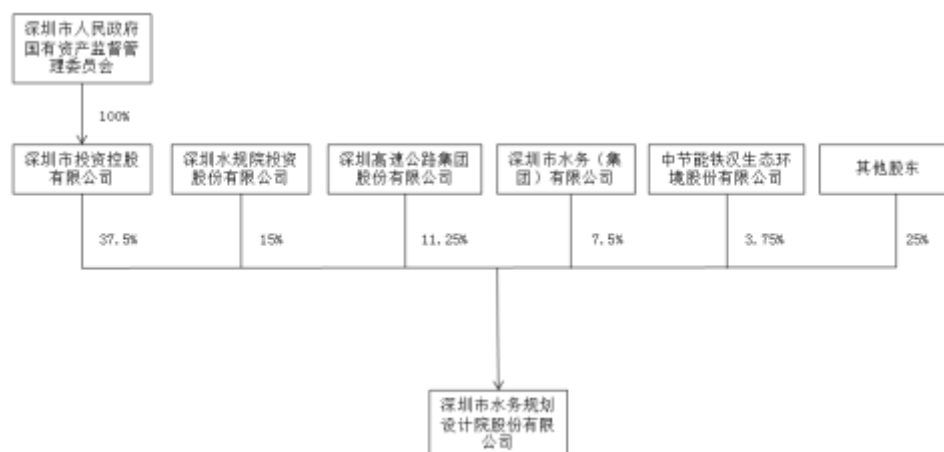 深圳市人民政府
国有资产监督管
理委员会
100%
深圳市投资控股
有限公司
深圳水规院投资
股份有限公司
深圳高速公路集团
股份有限公司
深圳市水务（集
团）有限公司
中节能铁汉生态环
境股份有限公司
其他股东
37.5%
15%
11.25%
7.5%
3.75%
25%
深圳市水务规划
设计院股份有限
公司